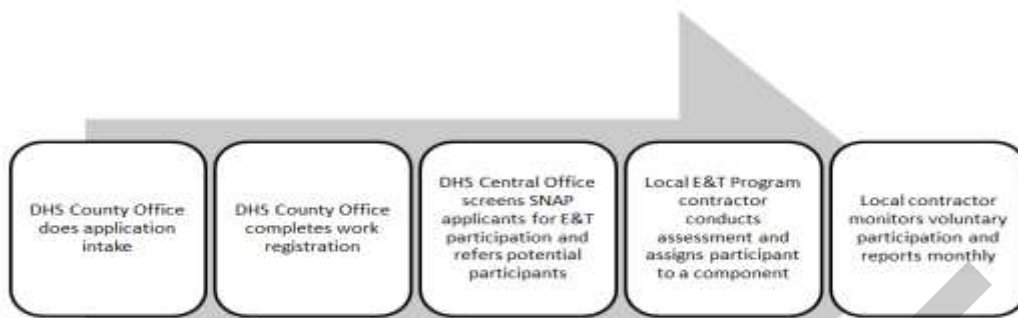 DHS County Office
does application
intake
DHS County Office
completes work
registration
DHS Central Office
screens SNAP
applicants for E&T
participation and
refers potential
participants
Local E&T Program
contractor
conducts
assessment and
assigns participant
to a component
Local contractor
monitors voluntary
participation and
reports monthly